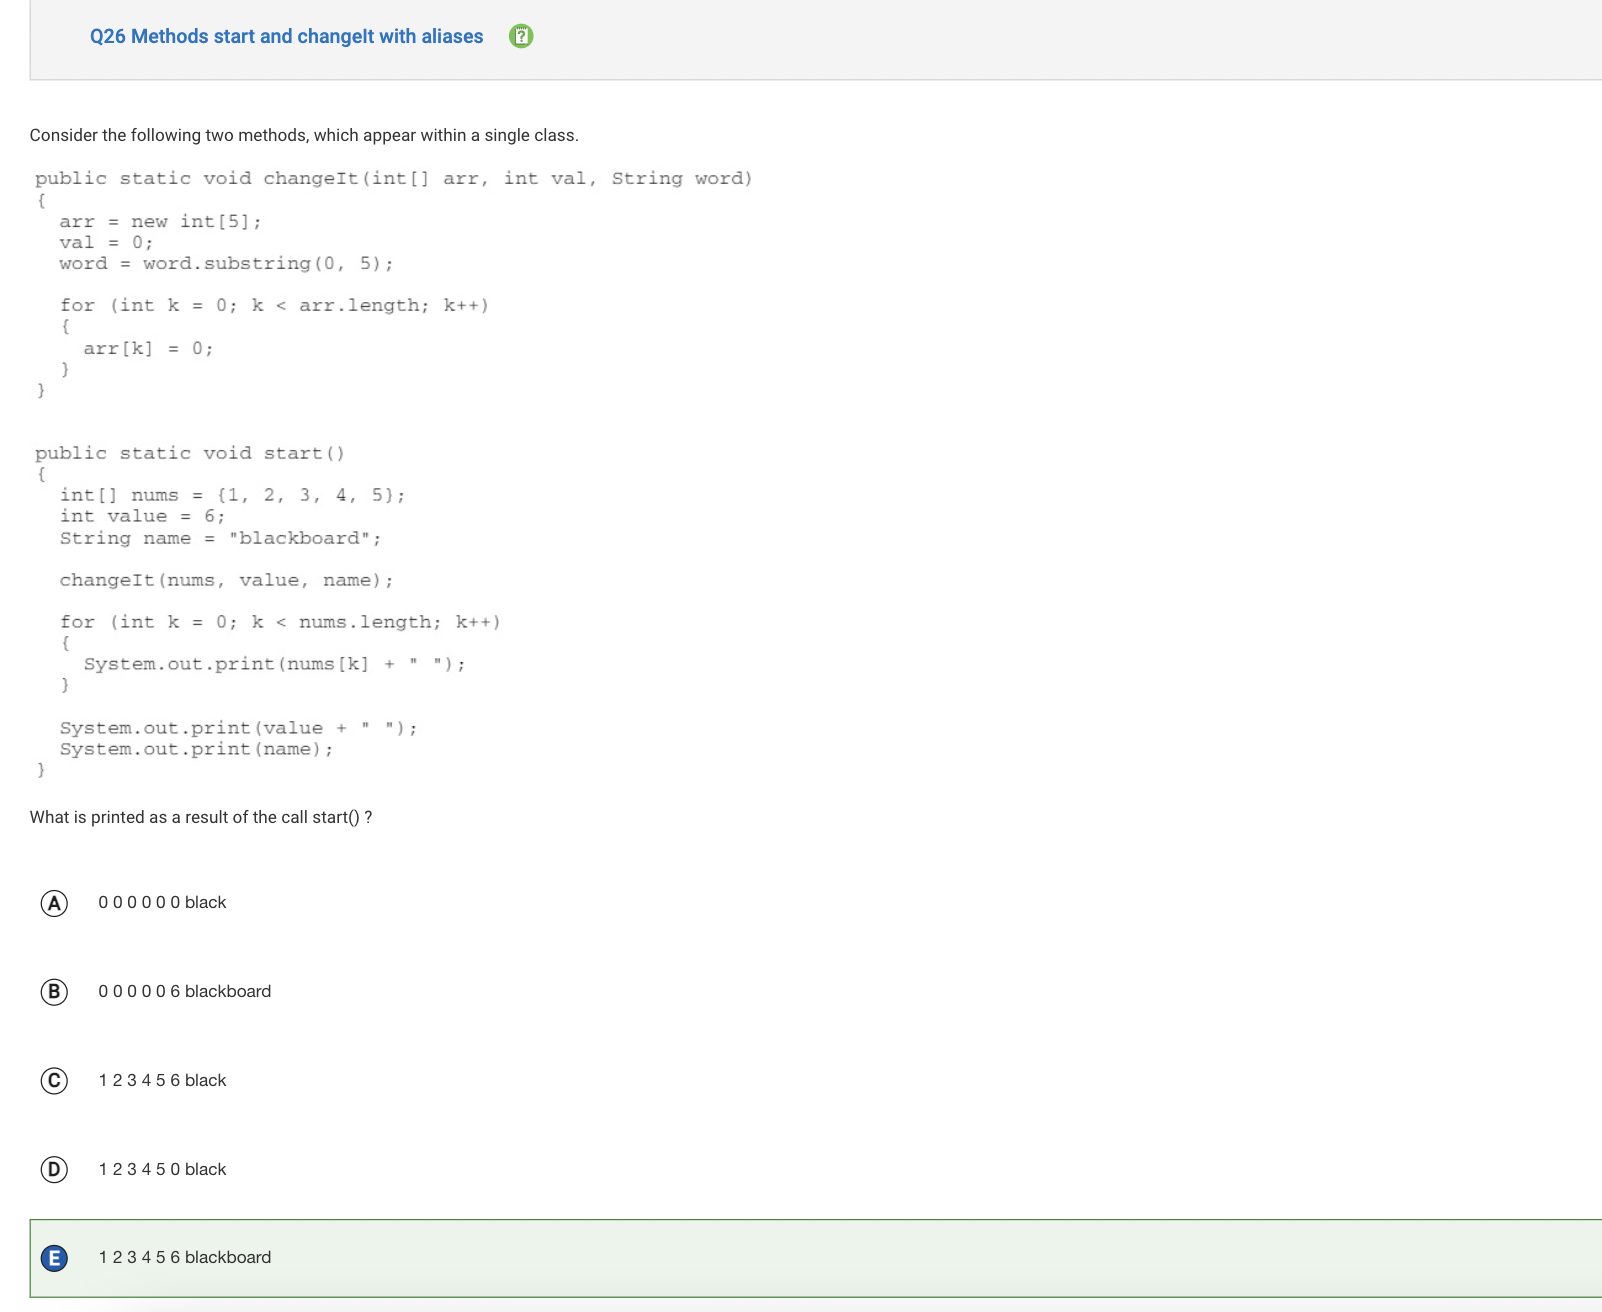 Q26 Methods start and changeIt with aliases
Consider the following two methods, which appear within a single class.
public static void changeIt(int[] arr, int val, String word)
{
  arr = new int[5];
  val = 0;
  word = word.substring(0, 5);
  for (int k = 0; k < arr.length; k++)
  {
    arr[k] = 0;
  }
}
public static void start()
{
  int[] nums = {1, 2, 3, 4, 5};
  int value = 6;
  String name = "blackboard";
  changeIt(nums, value, name);
  for (int k = 0; k < nums.length; k++)
  {
    System.out.print(nums[k] + " ");
  }
  System.out.print(value + " ");
  System.out.print(name);
}
What is printed as a result of the call start() ?
A 0 0 0 0 0 0 black
B 0 0 0 0 0 6 blackboard
C 1 2 3 4 5 6 black
D 1 2 3 4 5 0 black
E 1 2 3 4 5 6 blackboard